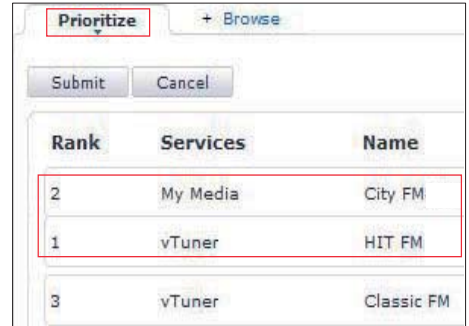 Prioritize + Browse
Submit Cancel
Rank Services Name
2 My Media City FM
1 vTuner HIT FM
3 vTuner Classic FM